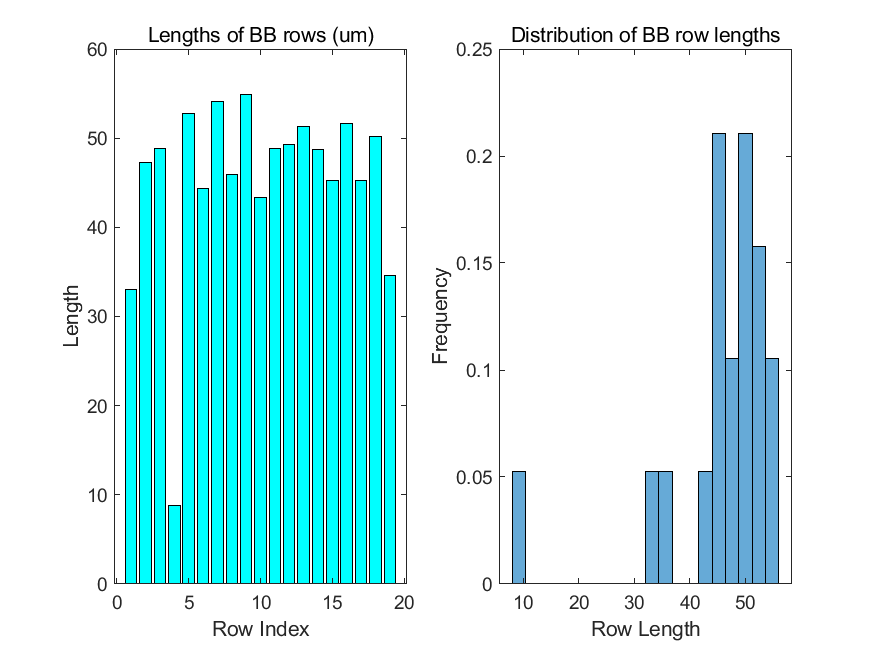 Lengths of BB rows (um)
60
50
40
30
20
10
0
Length
0 5 10 15 20
Row Index
Distribution of BB row lengths
0.25
0.2
0.15
0.1
0.05
0
Frequency
10 20 30 40 50
Row Length